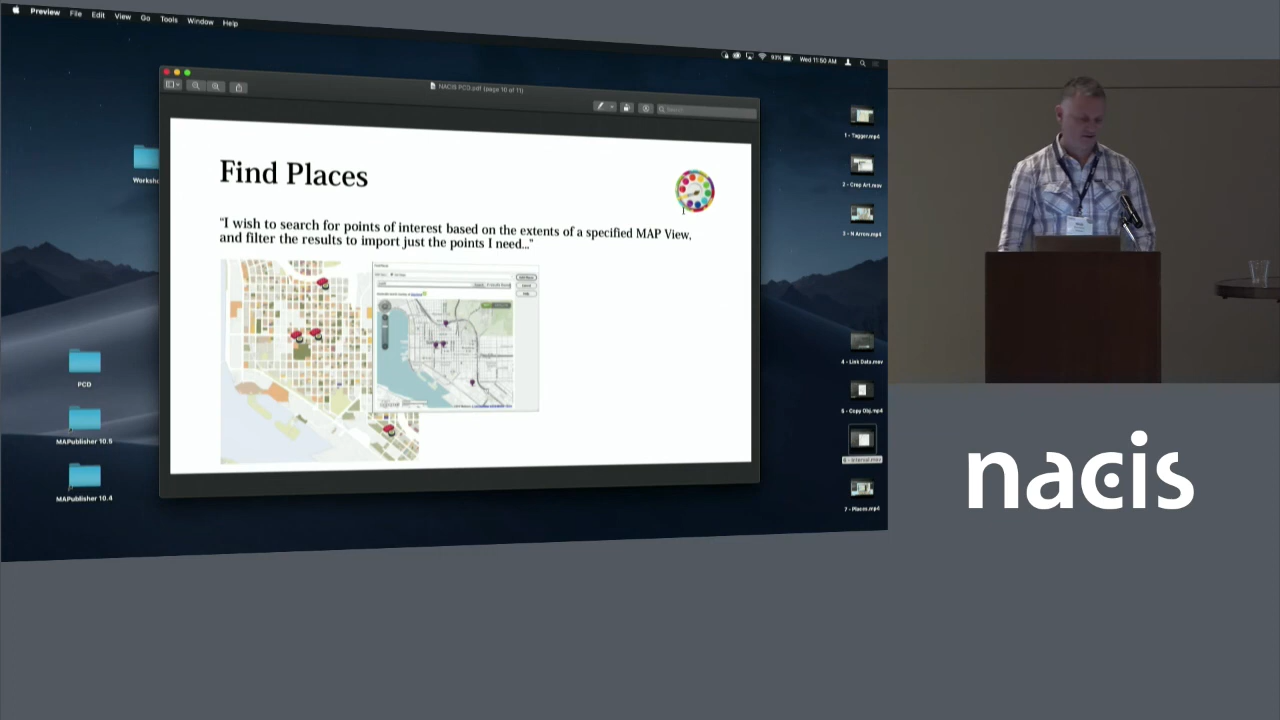 Preview File Edit View Go Tools Window Help
93% Wed 11:50 AM
NACIS PCD.pdf (page 10 of 11)
Search
Find Places
"I wish to search for points of interest based on the extents of a specified MAP View,
and filter the results to import just the points I need..."
PCD
MAPublisher 10.5
MAPublisher 10.4
1 - Tagger.mp4
2 - Crop Art.mov
3 - N Arrow.mp4
4 - Link Data.mov
5 - Copy Obj.mp4
7 - Places.mp4
nacis